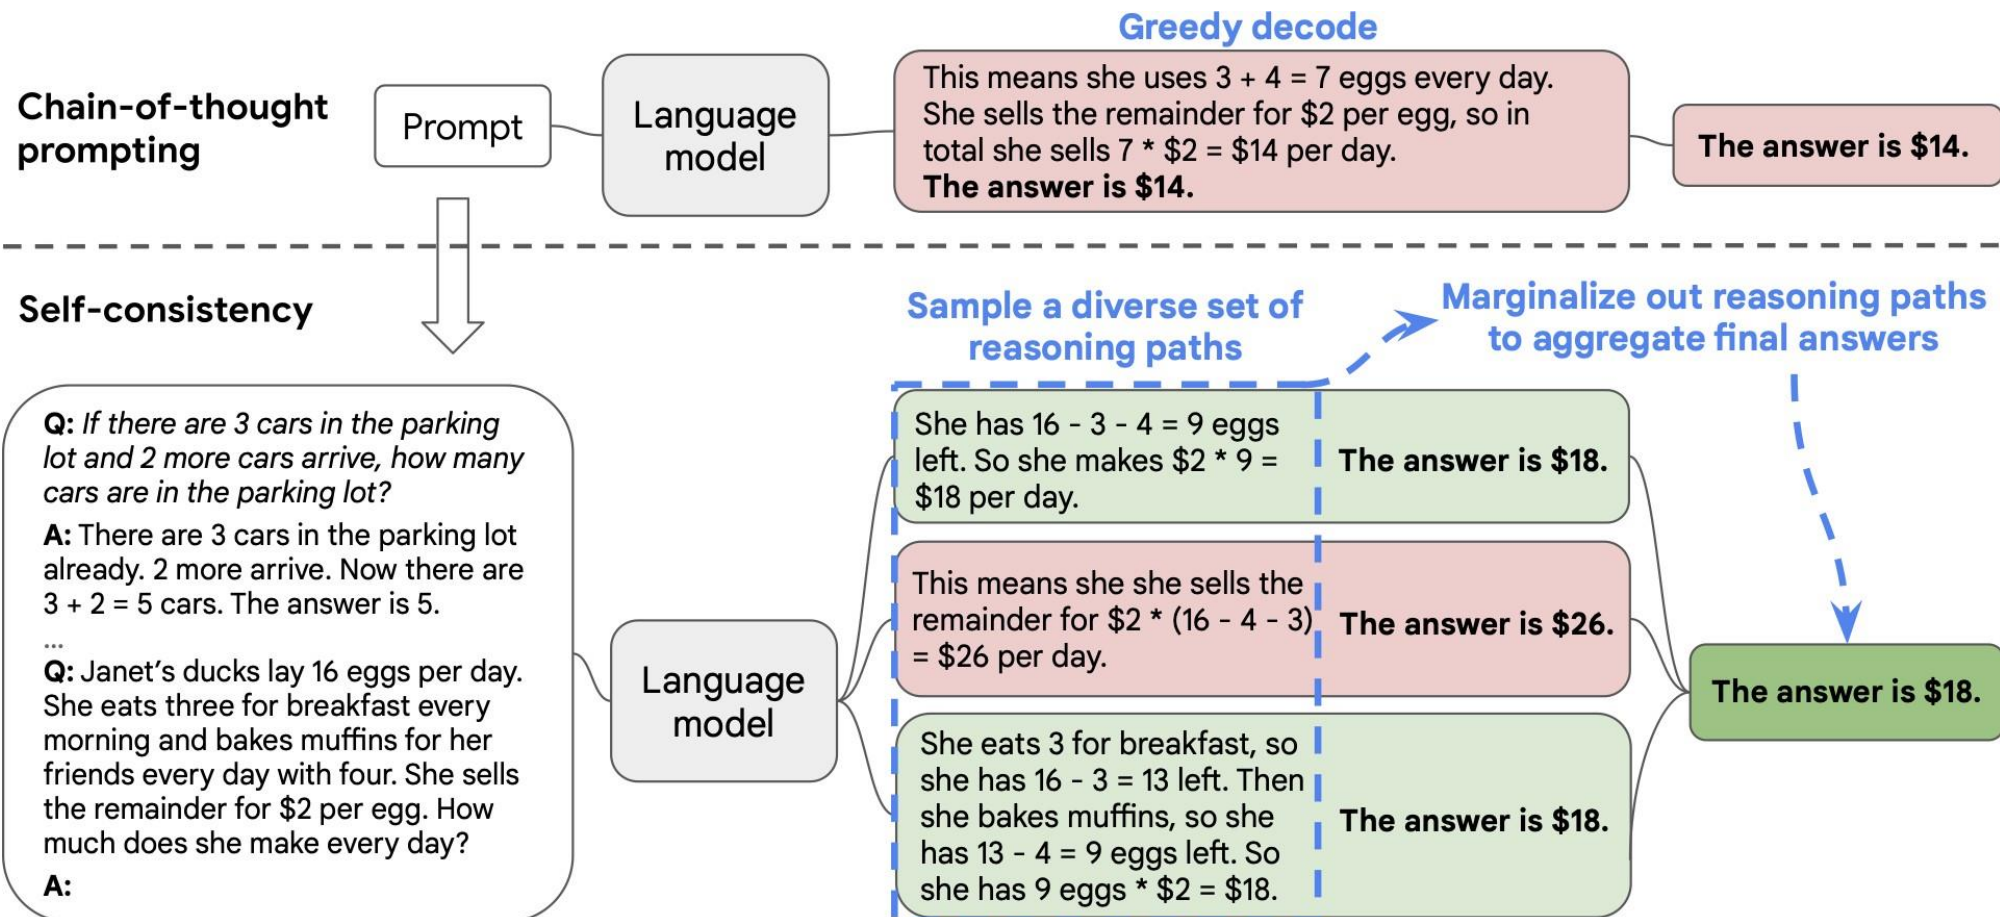 Greedy decode
Chain-of-thought
prompting
Prompt
Language
model
This means she uses 3 + 4 = 7 eggs every day.
She sells the remainder for $2 per egg, so in
total she sells 7 * $2 = $14 per day.
The answer is $14.
The answer is $14.
Self-consistency
Sample a diverse set of
reasoning paths
Marginalize out reasoning paths
to aggregate final answers
Q: If there are 3 cars in the parking
lot and 2 more cars arrive, how many
cars are in the parking lot?
A: There are 3 cars in the parking lot
already. 2 more arrive. Now there are
3 + 2 = 5 cars. The answer is 5.
...
Q: Janet's ducks lay 16 eggs per day.
She eats three for breakfast every
morning and bakes muffins for her
friends every day with four. She sells
the remainder for $2 per egg. How
much does she make every day?
A:
Language
model
She has 16 - 3 - 4 = 9 eggs
left. So she makes $2 * 9 =
$18 per day.
The answer is $18.
This means she she sells the
remainder for $2 * (16 - 4 - 3)
= $26 per day.
The answer is $26.
She eats 3 for breakfast, so
she has 16 - 3 = 13 left. Then
she bakes muffins, so she
has 13 - 4 = 9 eggs left. So
she has 9 eggs * $2 = $18.
The answer is $18.
The answer is $18.